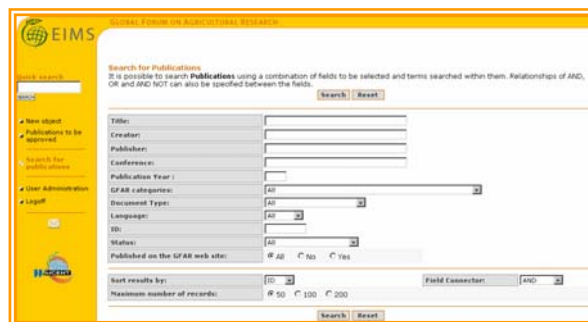 EIMS
GLOBAL FORUM ON AGRICULTURAL RESEARCH
Quick search
SEARCH
New object
Publications to be approved
Search for publications
User Administration
Logoff
Search for Publications
It is possible to search Publications using a combination of fields to be selected and terms searched within them. Relationships of AND,
OR and AND NOT can also be specified between the fields.
Search Reset
Title:
Creator:
Publisher:
Conference:
Publication Year :
GFAR categories: All
Document Type: All
Language: All
ID:
Status: All
Published on the GFAR web site: All No Yes
Sort results by: ID Field Connector: AND
Maximum number of records: 50 100 200
Search Reset